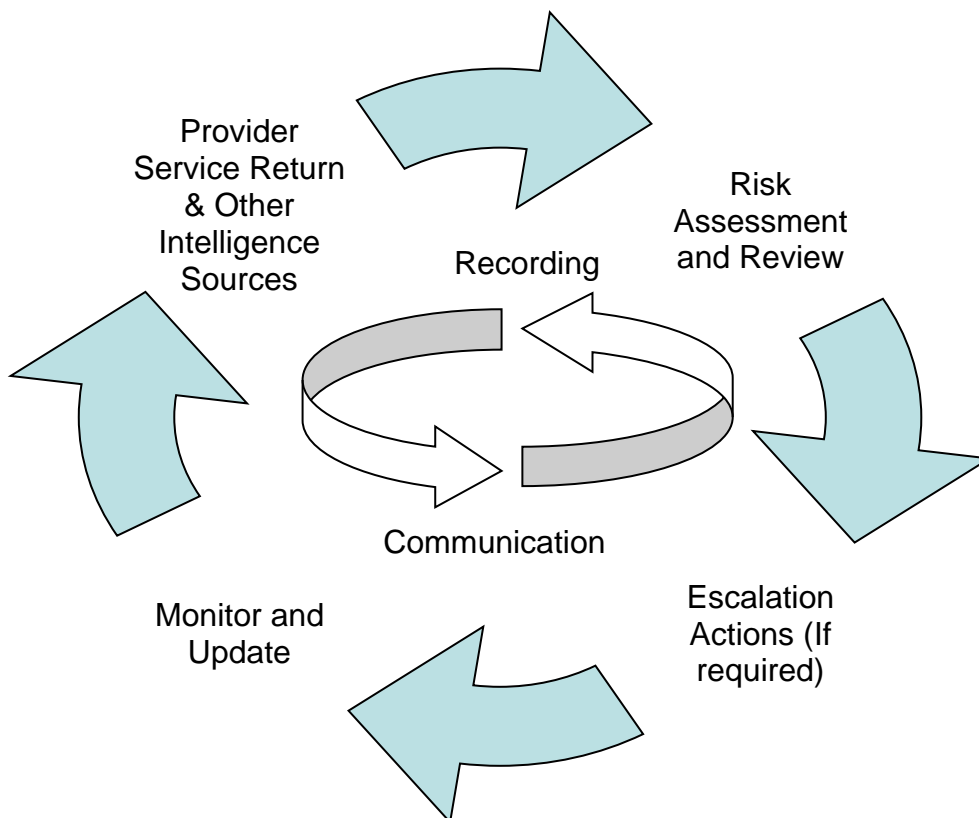 Provider
Service Return
& Other
Intelligence
Sources
Risk
Assessment
and Review
Recording
Communication
Escalation
Actions (If
required)
Monitor and
Update